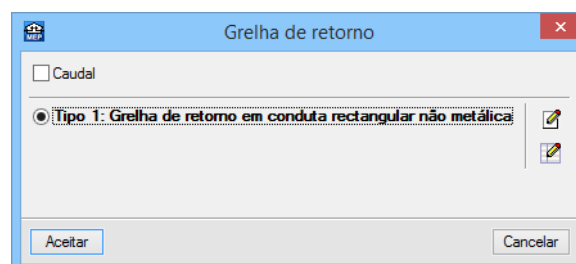 MEP
Grelha de retorno
Caudal
Tipo 1: Grelha de retorno em conduta rectangular não metálica
Aceitar
Cancelar